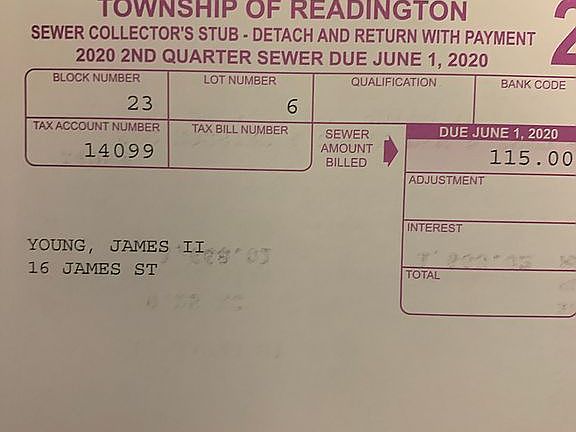 TOWNSHIP OF READINGTON
SEWER COLLECTOR'S STUB - DETACH AND RETURN WITH PAYMENT
2020 2ND QUARTER SEWER DUE JUNE 1, 2020
2
BLOCK NUMBER LOT NUMBER QUALIFICATION BANK CODE
23 6
TAX ACCOUNT NUMBER TAX BILL NUMBER SEWER AMOUNT BILLED DUE JUNE 1, 2020
14099 115.00
ADJUSTMENT
INTEREST
TOTAL
YOUNG, JAMES II
16 JAMES ST